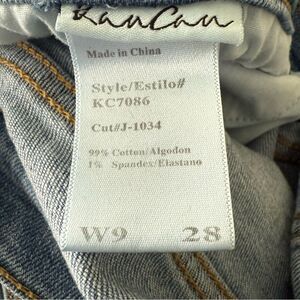 KanCan
Made in China
Style/Estilo#
KC7086
Cut#J-1034
99% Cotton/Algodon
1% Spandex/Elastano
W9 28